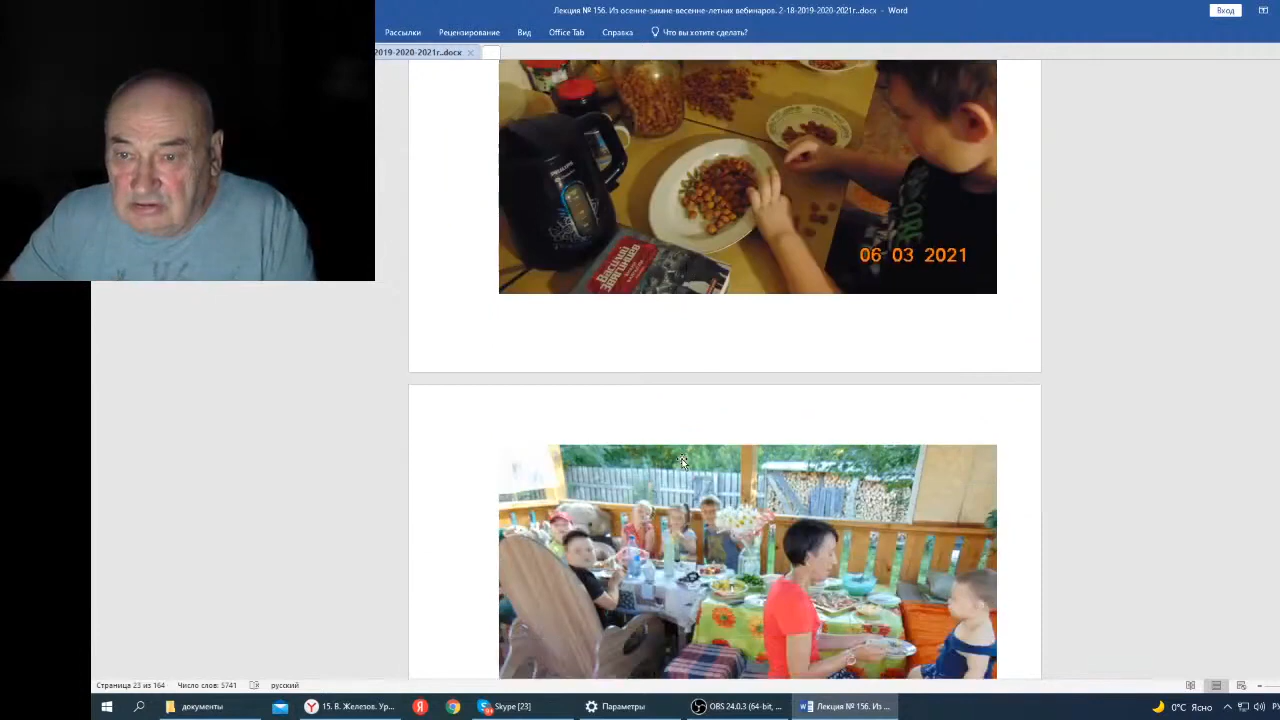 Лекция № 156. Из осенне-зимне-весенне-летних вебинаров. 2-18-2019-2020-2021г..docx - Word
Вход
Рассылки
Рецензирование
Вид
Office Tab
Справка
Что вы хотите сделать?
2019-2020-2021г..docx
Василий
Звягинцев
06 03 2021
Страница 23 из 164
Число слов: 5741
русский
документы
15. В. Железов. Ур...
Skype [23]
Параметры
OBS 24.0.3 (64-bit, ...
Лекция № 156. Из ...
0°C Ясно